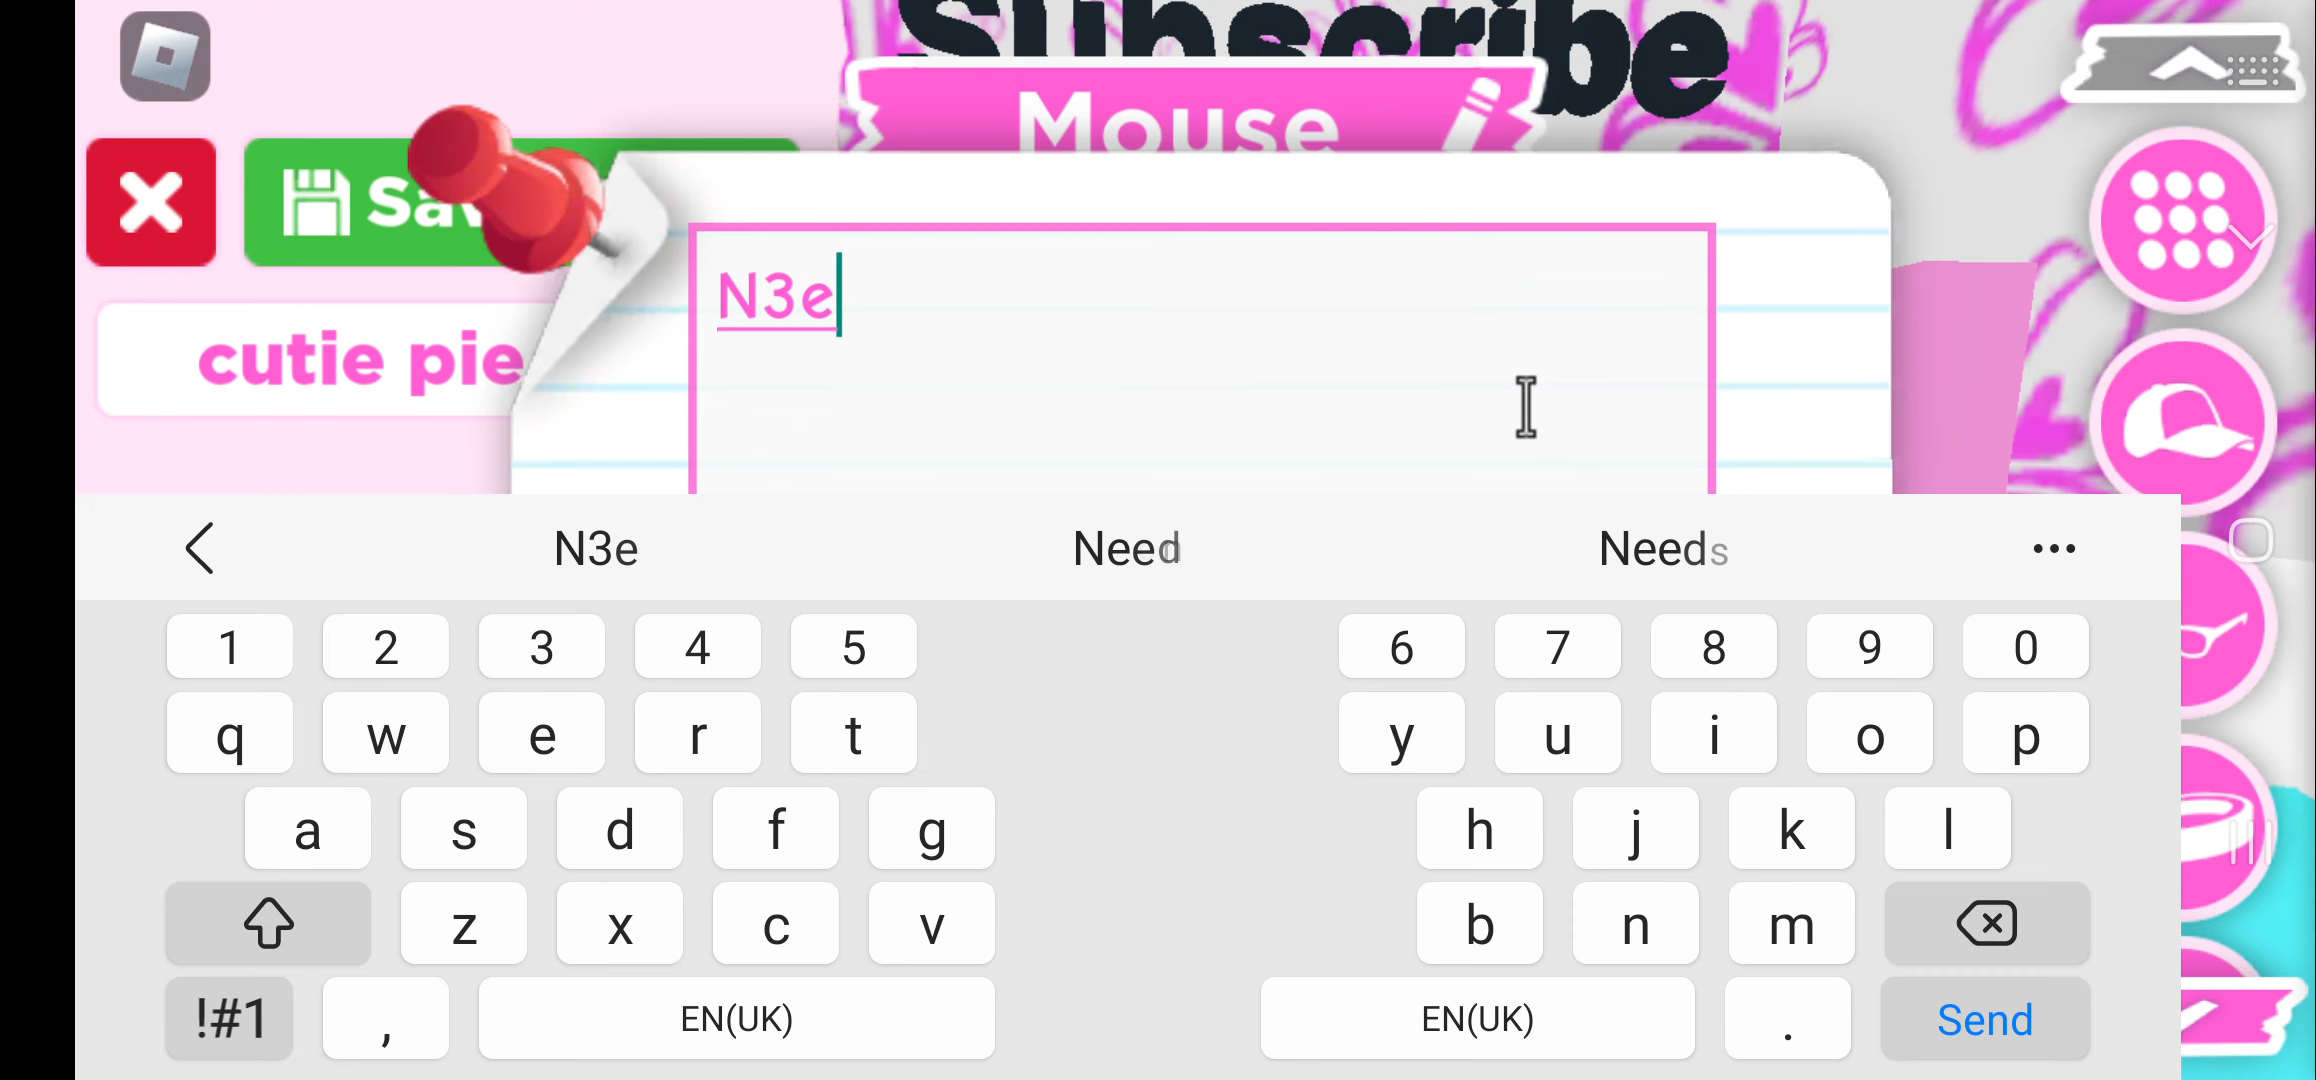 Subscribe
Mouse
Sav
cutie pie
N3e
N3e Need Needs
1 2 3 4 5 6 7 8 9 0
q w e r t y u i o p
a s d f g h j k l
z x c v b n m
!#1 , EN(UK) EN(UK) . Send